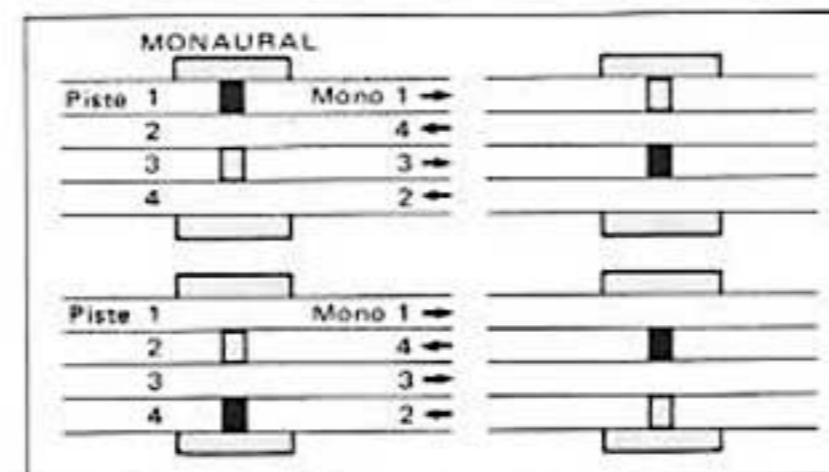 MONAURAL
Piste 1 Mono 1 →
2 4 ←
3 3 →
4 2 ←
Piste 1 Mono 1 →
2 4 ←
3 3 →
4 2 ←